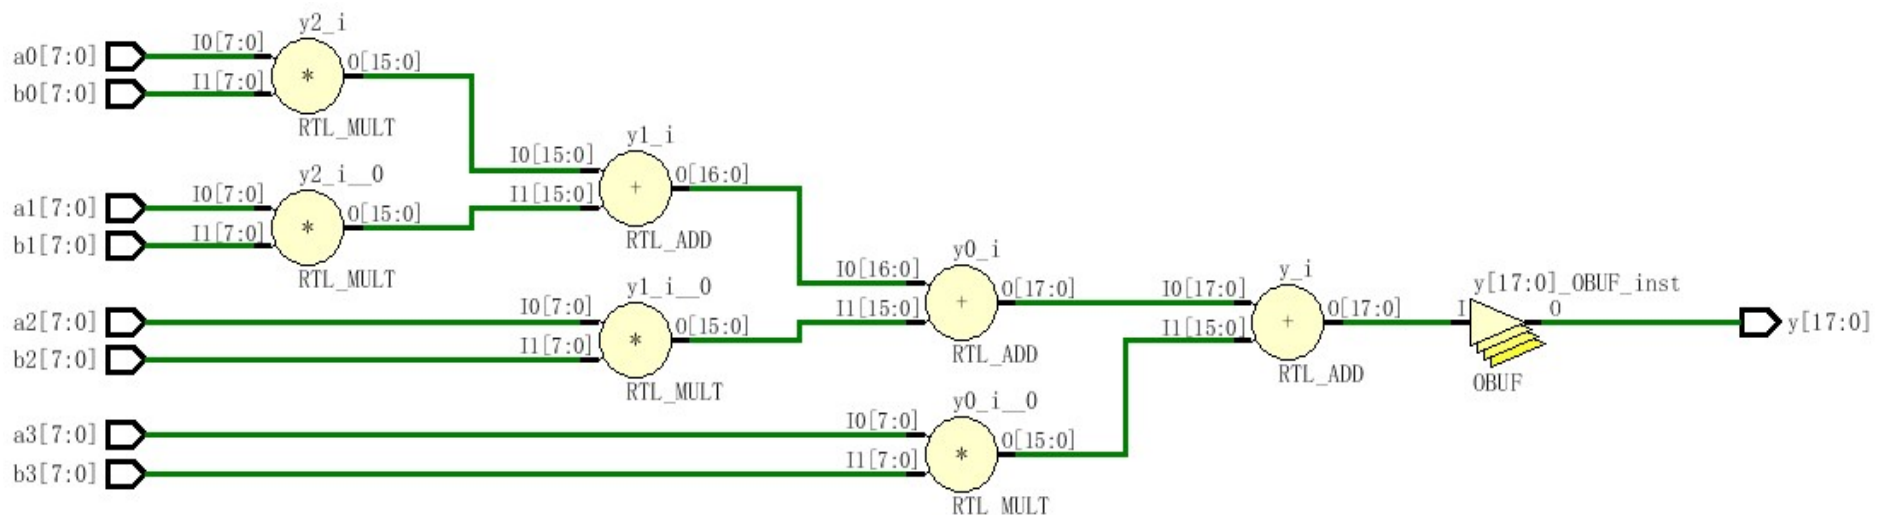 y2_i
a0[7:0] I0[7:0] * O[15:0]
b0[7:0] I1[7:0]
RTL_MULT
y1_i
I0[15:0] + O[16:0]
I1[15:0]
RTL_ADD
y2_i__0
a1[7:0] I0[7:0] * O[15:0]
b1[7:0] I1[7:0]
RTL_MULT
y0_i
I0[16:0] + O[17:0]
I1[15:0]
RTL_ADD
y_i
I0[17:0] + O[17:0]
I1[15:0]
RTL_ADD
y[17:0]_OBUF_inst
I O
OBUF
y[17:0]
y1_i__0
a2[7:0] I0[7:0] * O[15:0]
b2[7:0] I1[7:0]
RTL_MULT
y0_i__0
a3[7:0] I0[7:0] * O[15:0]
b3[7:0] I1[7:0]
RTL_MULT